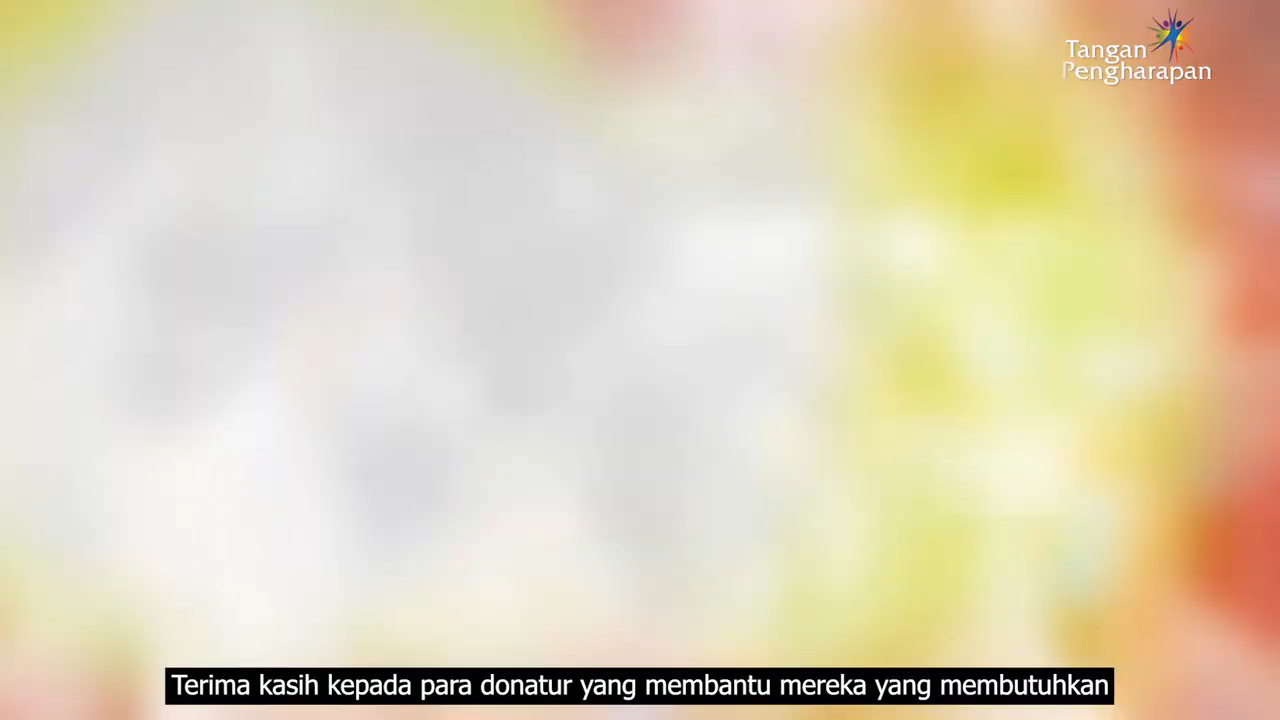 Tangan
Pengharapan
Terima kasih kepada para donatur yang membantu mereka yang membutuhkan